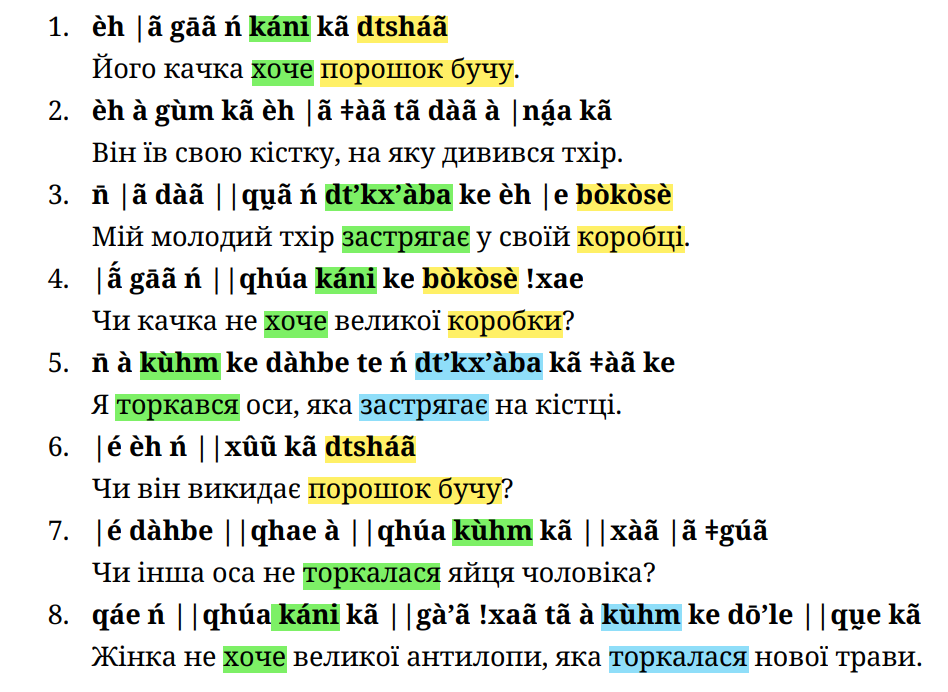 1. èh |ã gāã ń káni kã dtsháã
Його качка хоче порошок бучу.
2. èh à gùm kã èh |ã ǂàã tã dàã à |ná̰a kã
Він їв свою кістку, на яку дивився тхір.
3. n̄ |ã dàã ||qṵã ń dt’kx’àba ke èh |e bòkòsè
Мій молодий тхір застрягає у своїй коробці.
4. |ã́ gāã ń ||qhúa káni ke bòkòsè !xae
Чи качка не хоче великої коробки?
5. n̄ à kùhm ke dàhbe te ń dt’kx’àba kã ǂàã ke
Я торкався оси, яка застрягає на кістці.
6. |é èh ń ||xûũ kã dtsháã
Чи він викидає порошок бучу?
7. |é dàhbe ||qhae à ||qhúa kùhm kã ||xàã |ã ǂgúã
Чи інша оса не торкалася яйця чоловіка?
8. qáe ń ||qhúa káni kã ||gà’ã !xaã tã à kùhm ke dō’le ||qṵe kã
Жінка не хоче великої антилопи, яка торкалася нової трави.